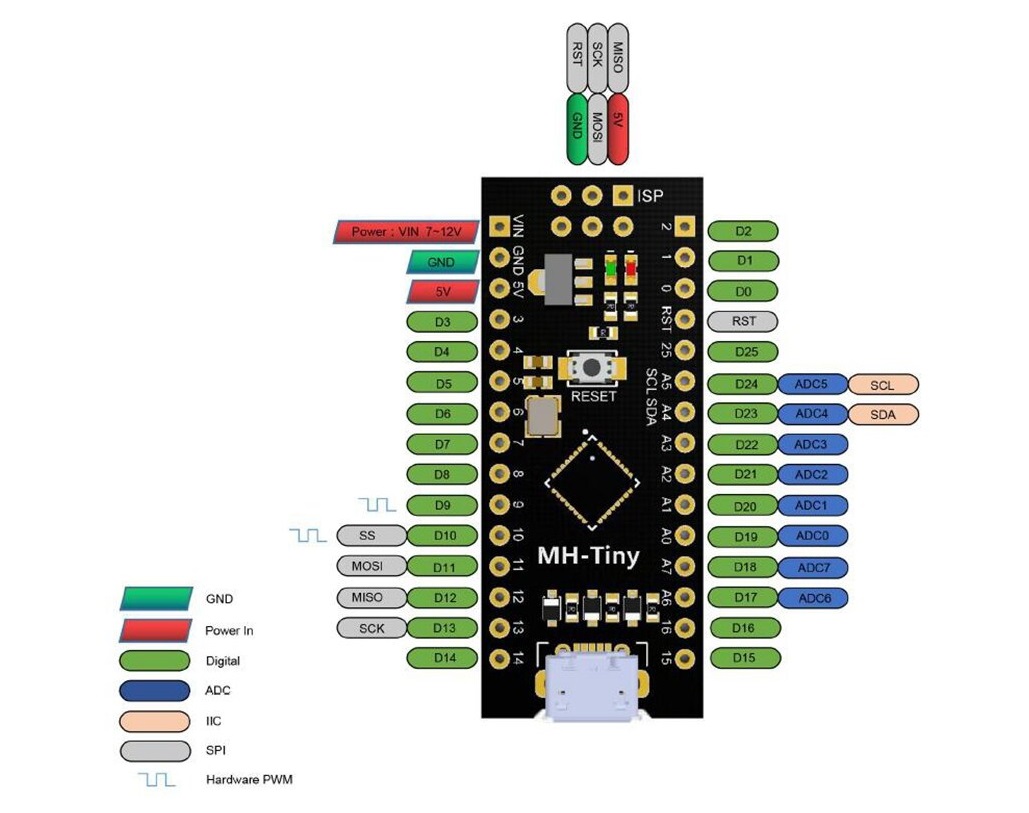 RST SCK MISO
GND MOSI 5V
ISP
Power : VIN 7~12V
VIN
2
D2
GND
GND
1
D1
5V
5V
0
D0
D3
3
RST
RST
D4
4
25
D25
D5
5
A5
SCL
D24
ADC5
SCL
RESET
D6
6
A4
SDA
D23
ADC4
SDA
D7
7
A3
D22
ADC3
D8
8
A2
D21
ADC2
D9
9
A1
D20
ADC1
SS
D10
10
A0
D19
ADC0
MH-Tiny
MOSI
D11
11
A7
D18
ADC7
MISO
D12
12
A6
D17
ADC6
SCK
D13
13
16
D16
D14
14
15
D15
GND
Power In
Digital
ADC
IIC
SPI
Hardware PWM